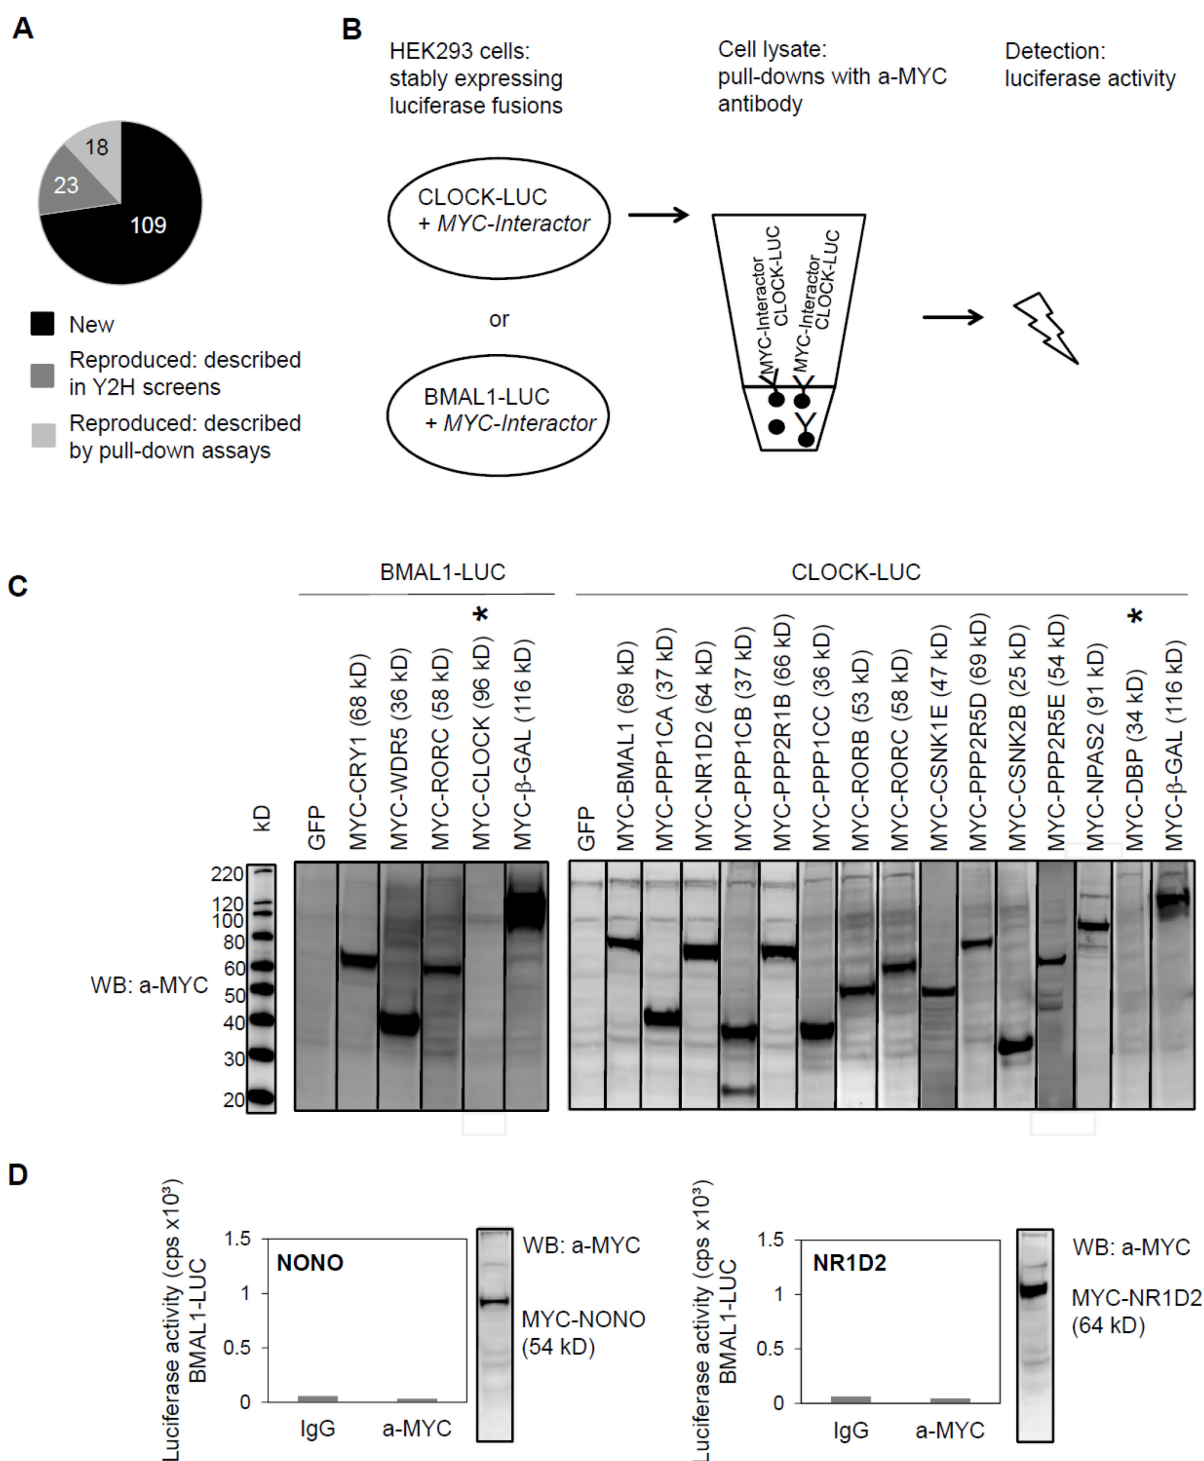 A
18
23
109
New
Reproduced: described
in Y2H screens
Reproduced: described
by pull-down assays
B
HEK293 cells:
stably expressing
luciferase fusions
Cell lysate:
pull-downs with a-MYC
antibody
Detection:
luciferase activity
CLOCK-LUC
+ MYC-Interactor
or
BMAL1-LUC
+ MYC-Interactor
MYC-Interactor
CLOCK-LUC
MYC-Interactor
CLOCK-LUC
C
BMAL1-LUC
CLOCK-LUC
kD
GFP
MYC-CRY1 (68 kD)
MYC-WDR5 (36 kD)
MYC-RORC (58 kD)
MYC-CLOCK (96 kD) *
MYC-β-GAL (116 kD)
GFP
MYC-BMAL1 (69 kD)
MYC-PPP1CA (37 kD)
MYC-NR1D2 (64 kD)
MYC-PPP1CB (37 kD)
MYC-PPP2R1B (66 kD)
MYC-PPP1CC (36 kD)
MYC-RORB (53 kD)
MYC-RORC (58 kD)
MYC-CSNK1E (47 kD)
MYC-PPP2R5D (69 kD)
MYC-CSNK2B (25 kD)
MYC-PPP2R5E (54 kD)
MYC-NPAS2 (91 kD)
MYC-DBP (34 kD) *
MYC-β-GAL (116 kD)
WB: a-MYC
220
120
100
80
60
50
40
30
20
D
Luciferase activity (cps x10³)
BMAL1-LUC
1.5
1
0.5
0
NONO
IgG
a-MYC
WB: a-MYC
MYC-NONO
(54 kD)
Luciferase activity (cps x10³)
BMAL1-LUC
1.5
1
0.5
0
NR1D2
IgG
a-MYC
WB: a-MYC
MYC-NR1D2
(64 kD)